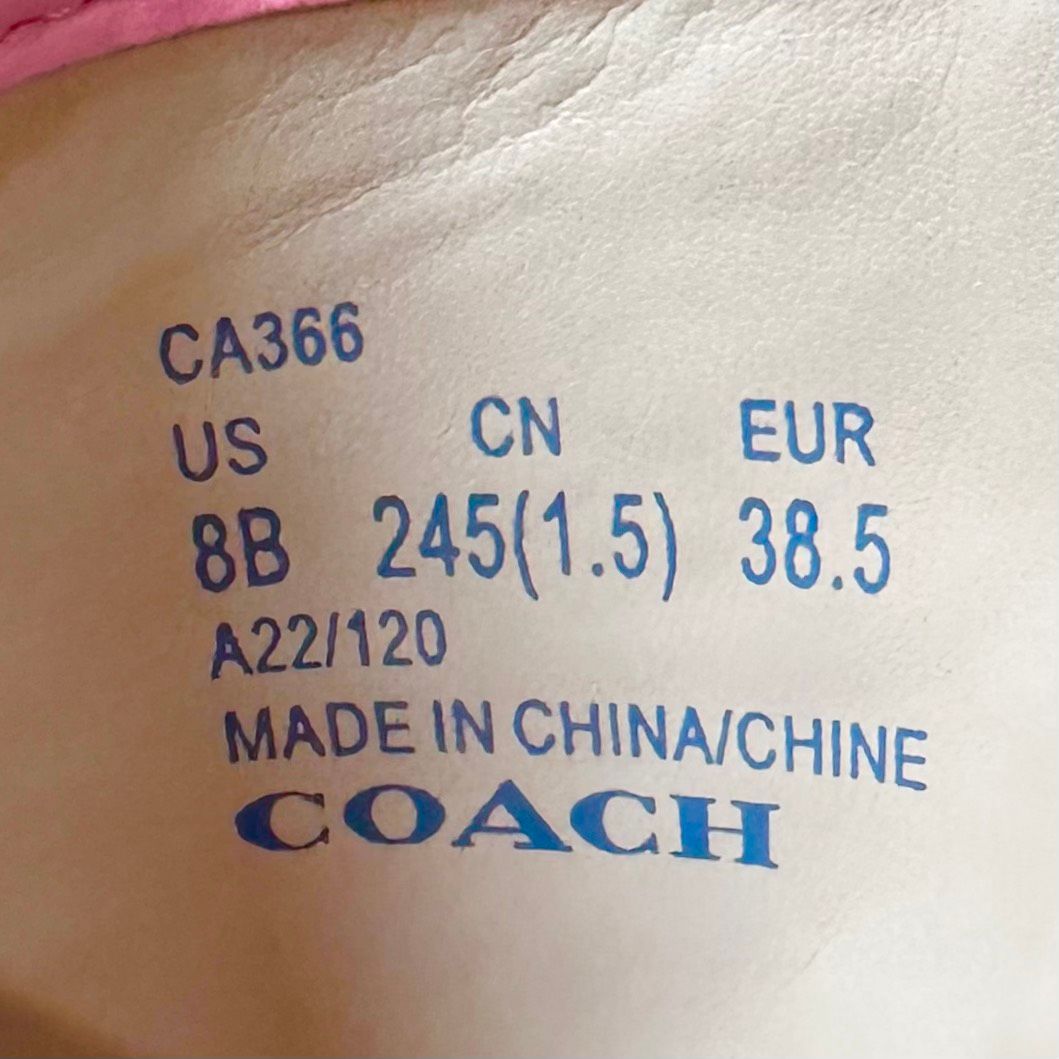 CA366
US CN EUR
8B 245(1.5) 38.5
A22/120
MADE IN CHINA/CHINE
COACH